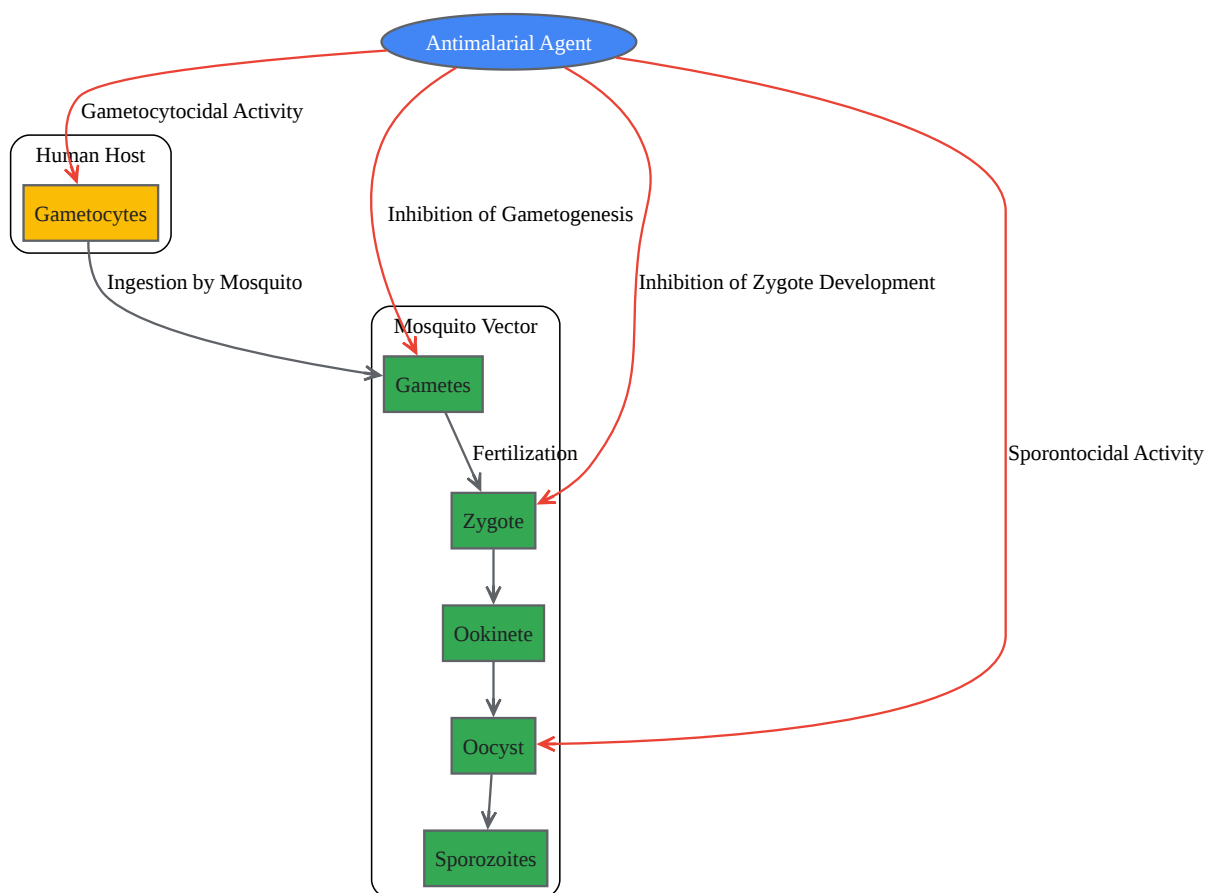 Antimalarial Agent
Gametocytocidal Activity
Human Host
Gametocytes
Inhibition of Gametogenesis
Ingestion by Mosquito
Inhibition of Zygote Development
Mosquito Vector
Gametes
Fertilization
Sporontocidal Activity
Zygote
Ookinete
Oocyst
Sporozoites